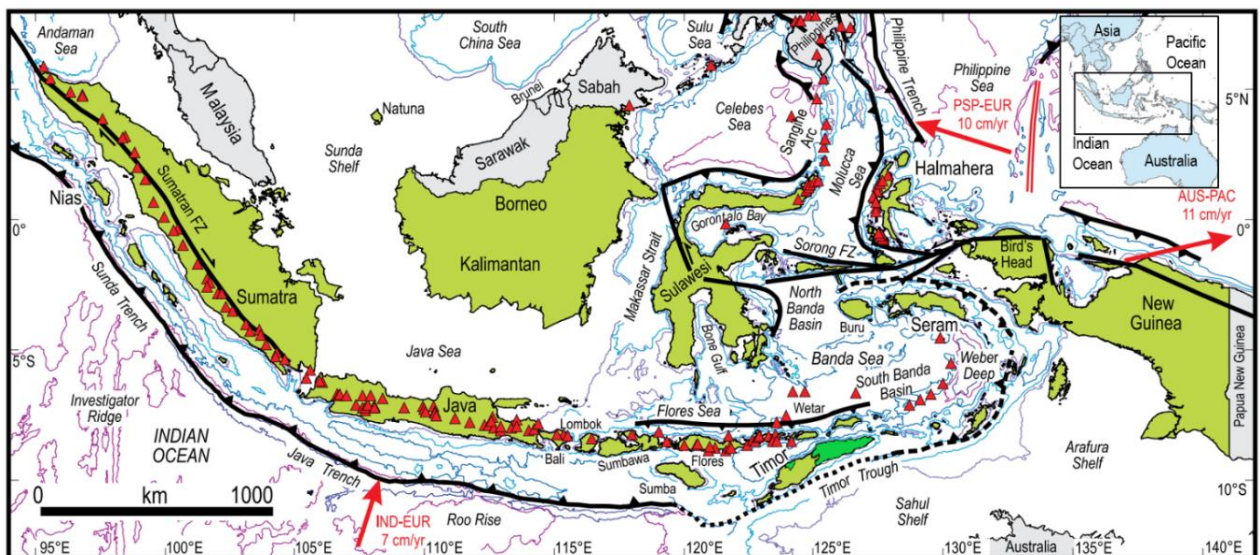 Andaman
Sea
South
China Sea
Sulu
Sea
Philippines
Philippine Trench
Philippine
Sea
PSP-EUR
10 cm/yr
Asia
Pacific
Ocean
Indian
Ocean
Australia
5°N
Malaysia
Natuna
Brunei
Sabah
Celebes
Sea
Sangihe
Arc
Molucca
Sea
Halmahera
AUS-PAC
11 cm/yr
Sunda
Shelf
Sarawak
Nias
Sumatran FZ
Borneo
Gorontalo Bay
0°
0°
Sorong FZ
Bird's
Head
Kalimantan
Makassar Strait
Sulawesi
Sunda Trench
Sumatra
North
Banda
Basin
New
Guinea
Buru
Seram
Java Sea
Bone Gulf
Banda Sea
Weber
Deep
5°S
Papua New Guinea
Investigator
Ridge
Java
Flores Sea
South Banda
Basin
Wetar
Lombok
INDIAN
OCEAN
Bali
Sumbawa
Flores
Timor
Arafura
Shelf
Java Trench
Sumba
Timor Trough
0
km
1000
10°S
IND-EUR
7 cm/yr
Roo Rise
Sahul
Shelf
Australia
95°E
100°E
105°E
110°E
115°E
120°E
125°E
130°E
135°E
140°E